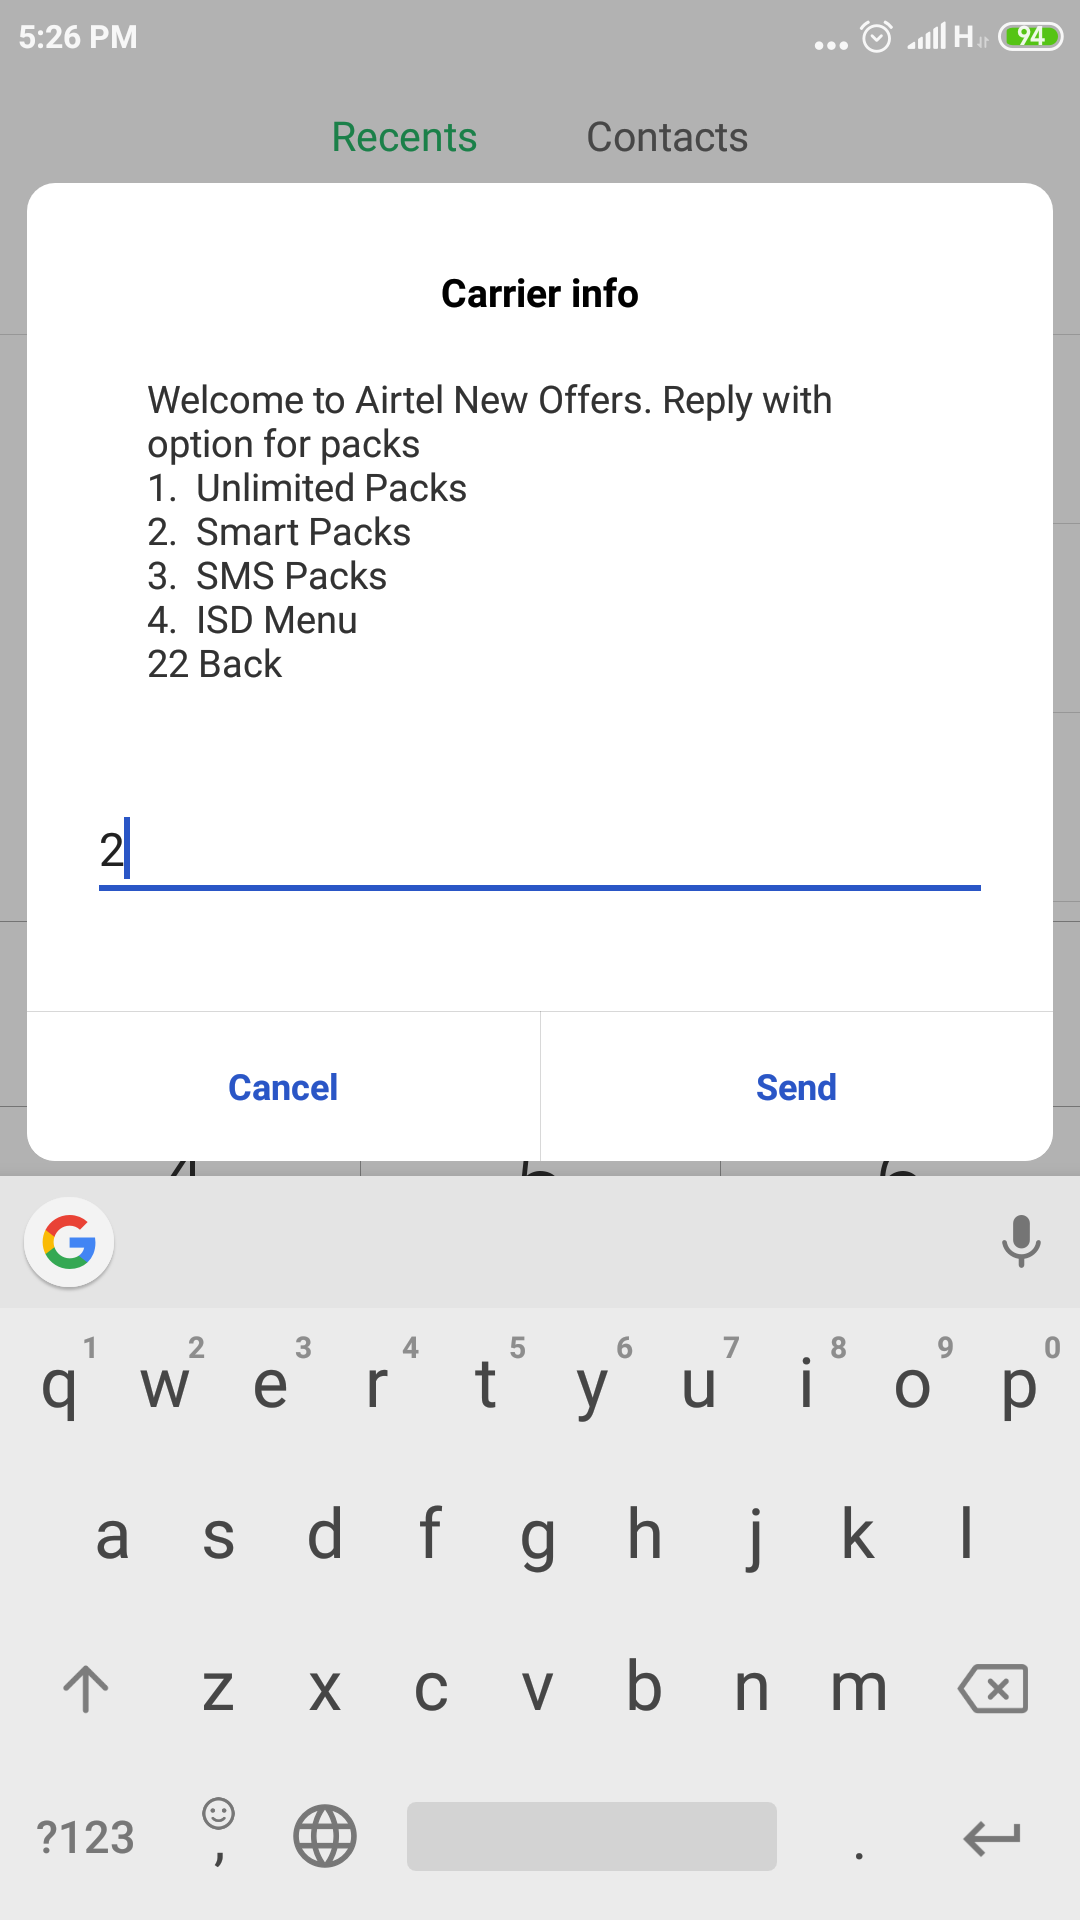 5:26 PM
H
94
Recents Contacts
Carrier info
Welcome to Airtel New Offers. Reply with
option for packs
1. Unlimited Packs
2. Smart Packs
3. SMS Packs
4. ISD Menu
22 Back
2
Cancel Send
G
1 2 3 4 5 6 7 8 9 0
q w e r t y u i o p
a s d f g h j k l
z x c v b n m
?123 , .